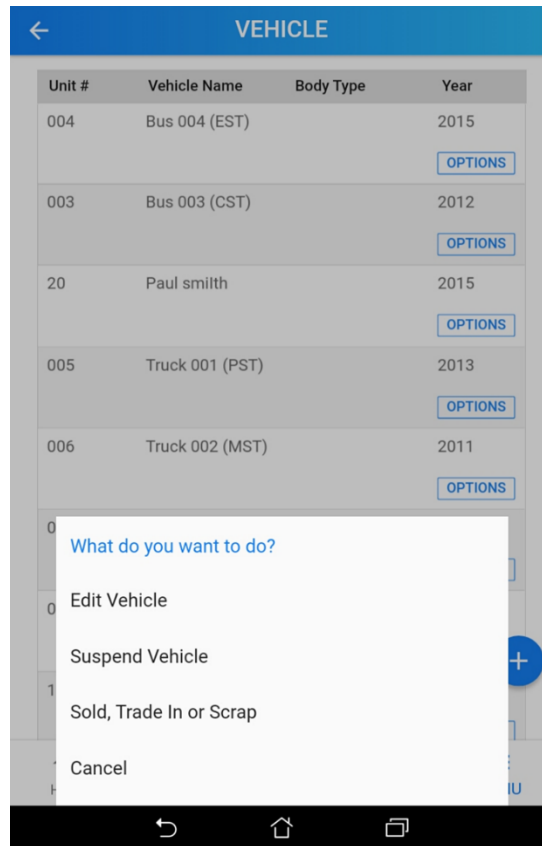 VEHICLE
Unit # Vehicle Name Body Type Year
004 Bus 004 (EST) 2015
OPTIONS
003 Bus 003 (CST) 2012
OPTIONS
20 Paul smilth 2015
OPTIONS
005 Truck 001 (PST) 2013
OPTIONS
006 Truck 002 (MST) 2011
OPTIONS
What do you want to do?
Edit Vehicle
Suspend Vehicle
Sold, Trade In or Scrap
Cancel